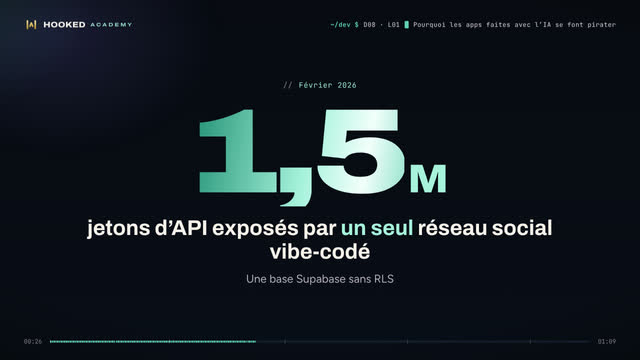 HOOKED ACADEMY
~/dev $ D08 · L01 Pourquoi les apps faites avec l'IA se font pirater
// Février 2026
1,5M
jetons d'API exposés par un seul réseau social
vibe-codé
Une base Supabase sans RLS
00:26
01:09